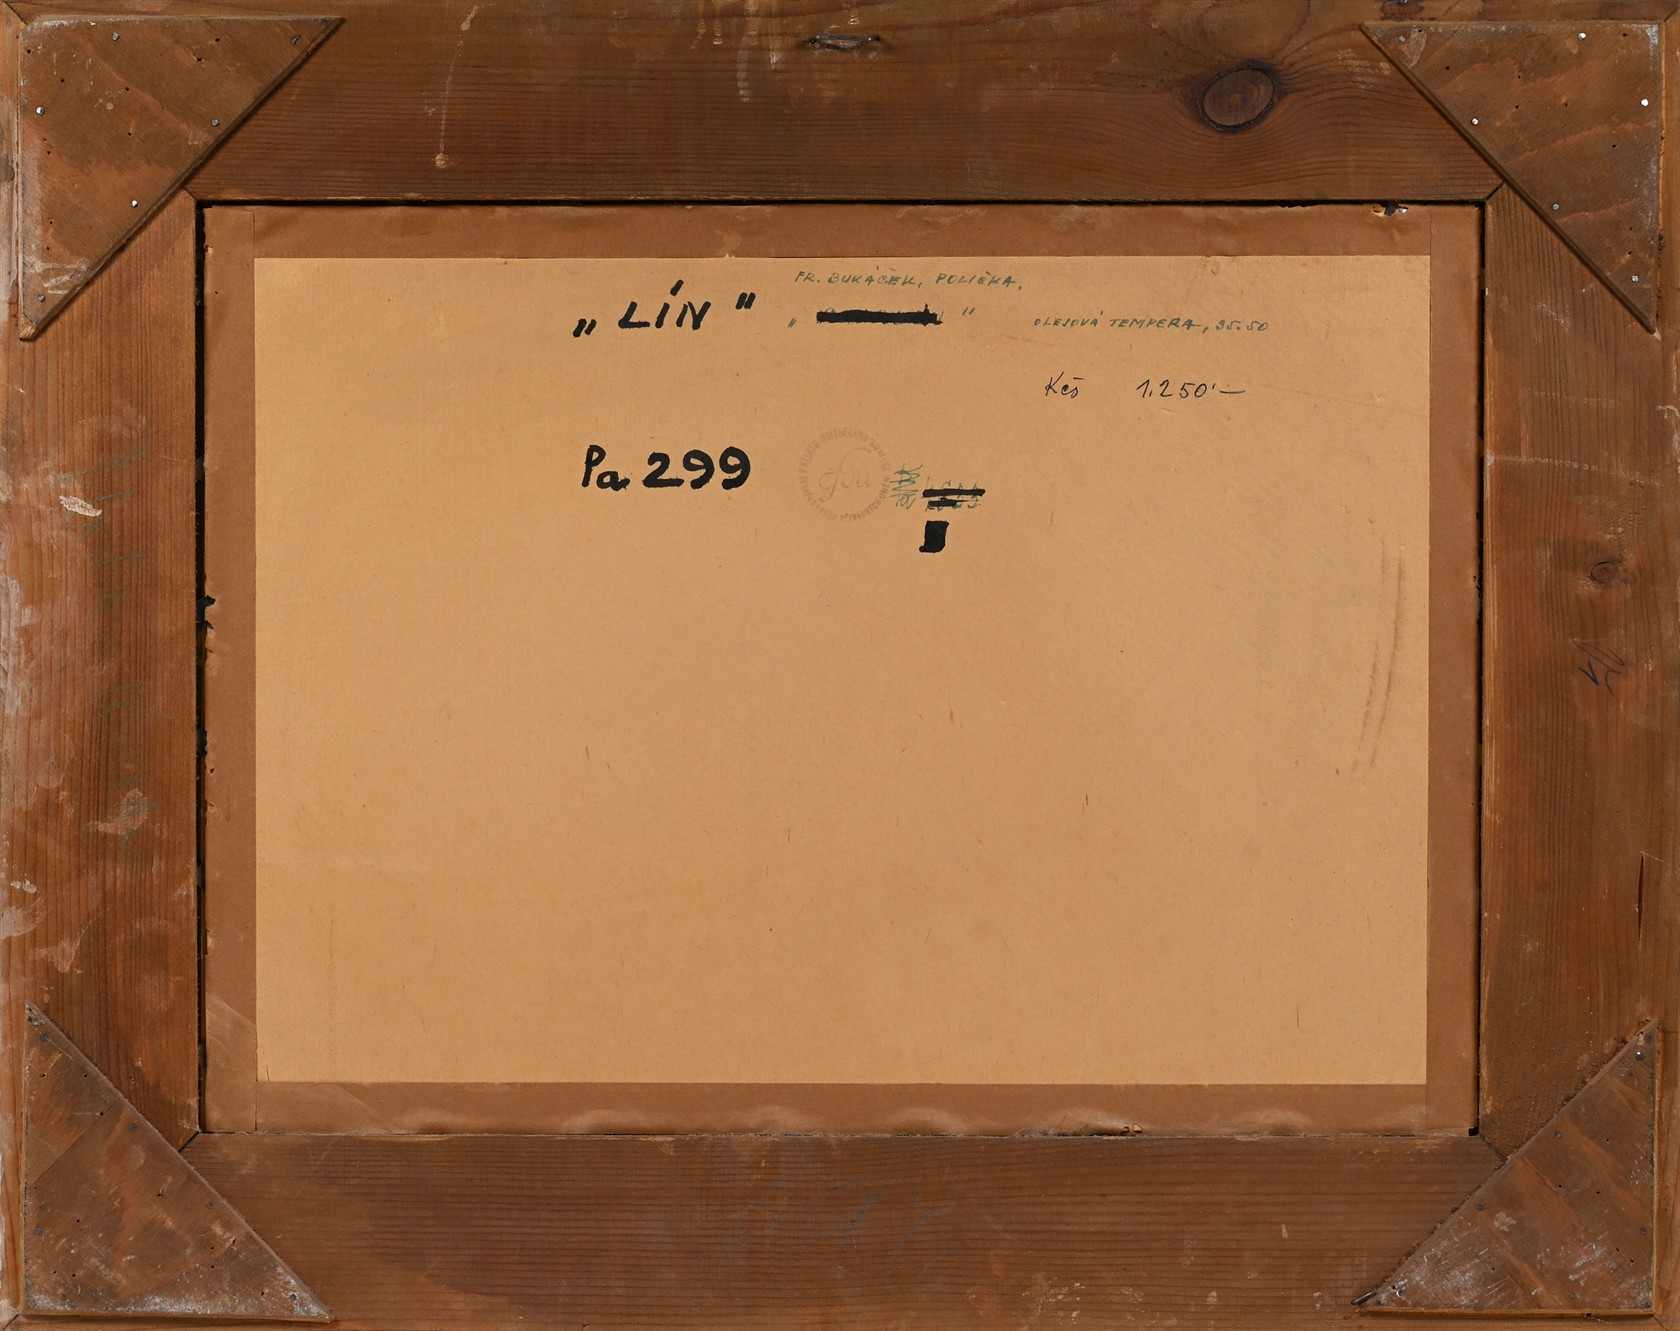 FR. BUKÁČEK, POLIČKA,
„ LÍN "
„ "
OLEJOVÁ TEMPERA, 35.50
Kčs 1.250'—
Pa 299